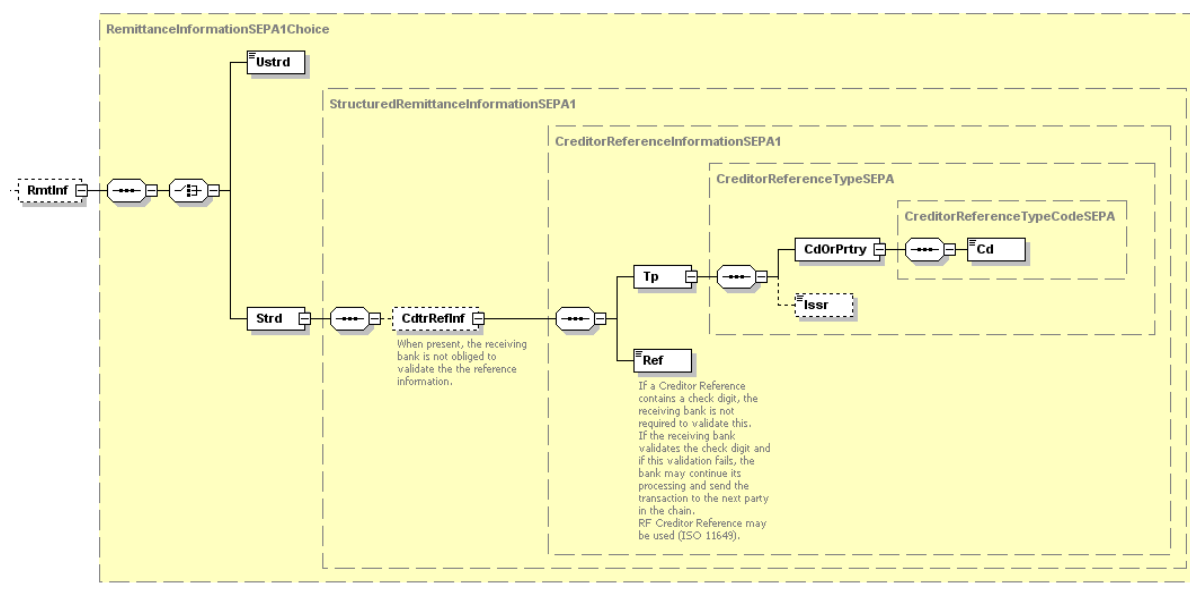 RemittanceInformationSEPA1Choice
Ustrd
StructuredRemittanceInformationSEPA1
CreditorReferenceInformationSEPA1
CreditorReferenceTypeSEPA
CreditorReferenceTypeCodeSEPA
RmtInf
CdOrPrtry
Cd
Tp
Issr
Strd
CdtrRefInf
When present, the receiving
bank is not obliged to
validate the the reference
information.
Ref
If a Creditor Reference
contains a check digit, the
receiving bank is not
required to validate this.
If the receiving bank
validates the check digit and
if this validation fails, the
bank may continue its
processing and send the
transaction to the next party
in the chain.
RF Creditor Reference may
be used (ISO 11649).